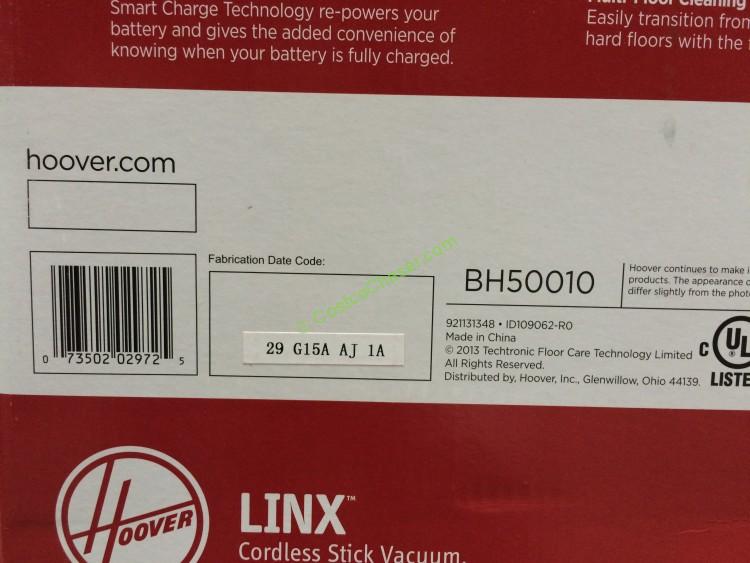 Smart Charge Technology re-powers your
battery and gives the added convenience of
knowing when your battery is fully charged.
Multi-Floor Cleaning
Easily transition from
hard floors with the
hoover.com
0 73502 02972 5
Fabrication Date Code:
29 G15A AJ 1A
© CostcoChaser.com
BH50010
Hoover continues to make
products. The appearance
differ slightly from the
921131348 • ID109062-R0
Made in China
© 2013 Techtronic Floor Care Technology Limited
All Rights Reserved.
Distributed by, Hoover, Inc., Glenwillow, Ohio 44139.
C UL
LISTE
HOOVER
LINX™
Cordless Stick Vacuum.